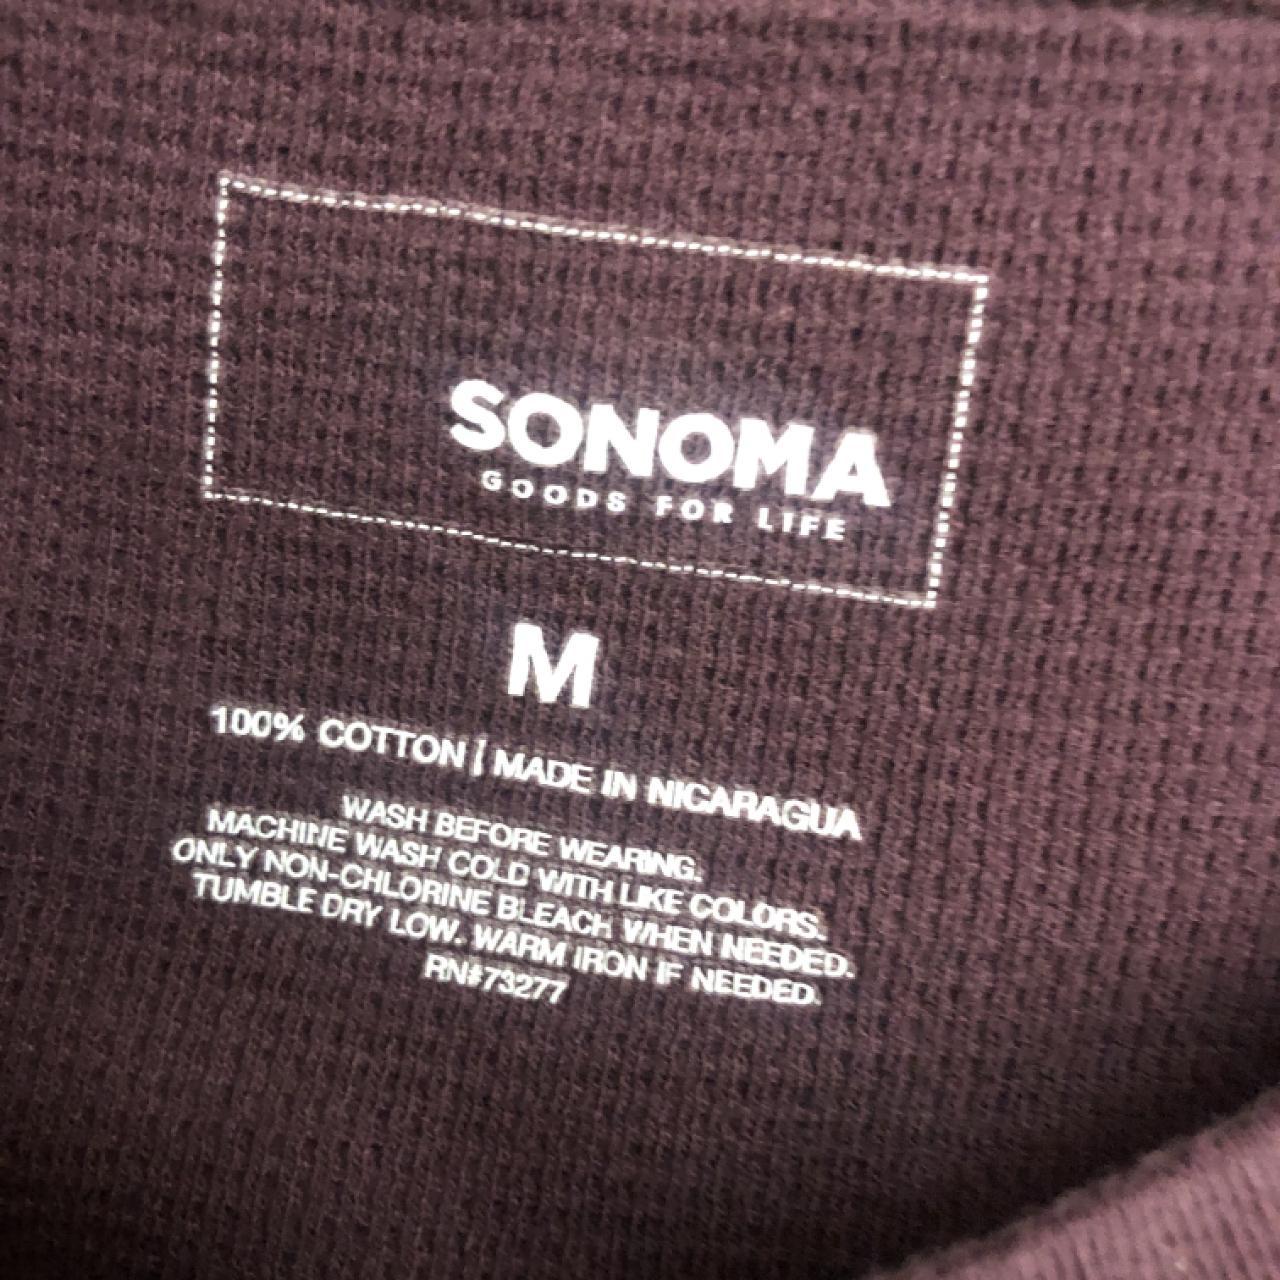 SONOMA
GOODS FOR LIFE
M
100% COTTON | MADE IN NICARAGUA
WASH BEFORE WEARING.
MACHINE WASH COLD WITH LIKE COLORS.
ONLY NON-CHLORINE BLEACH WHEN NEEDED.
TUMBLE DRY LOW. WARM IRON IF NEEDED.
RN#73277